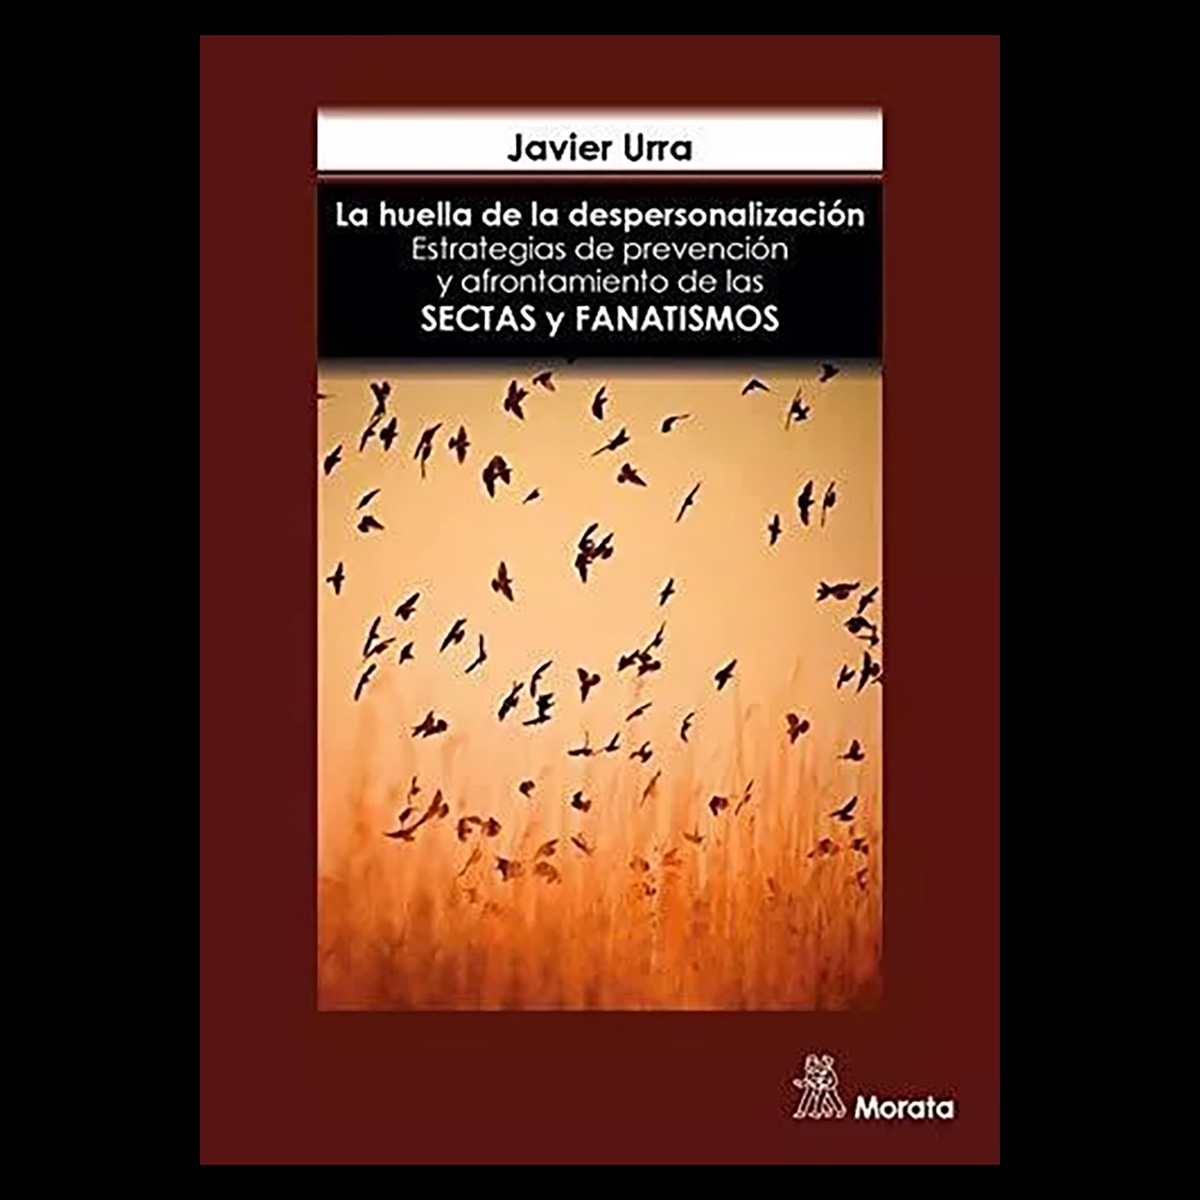 Javier Urra
La huella de la despersonalización
Estrategias de prevención
y afrontamiento de las
SECTAS y FANATISMOS
Morata